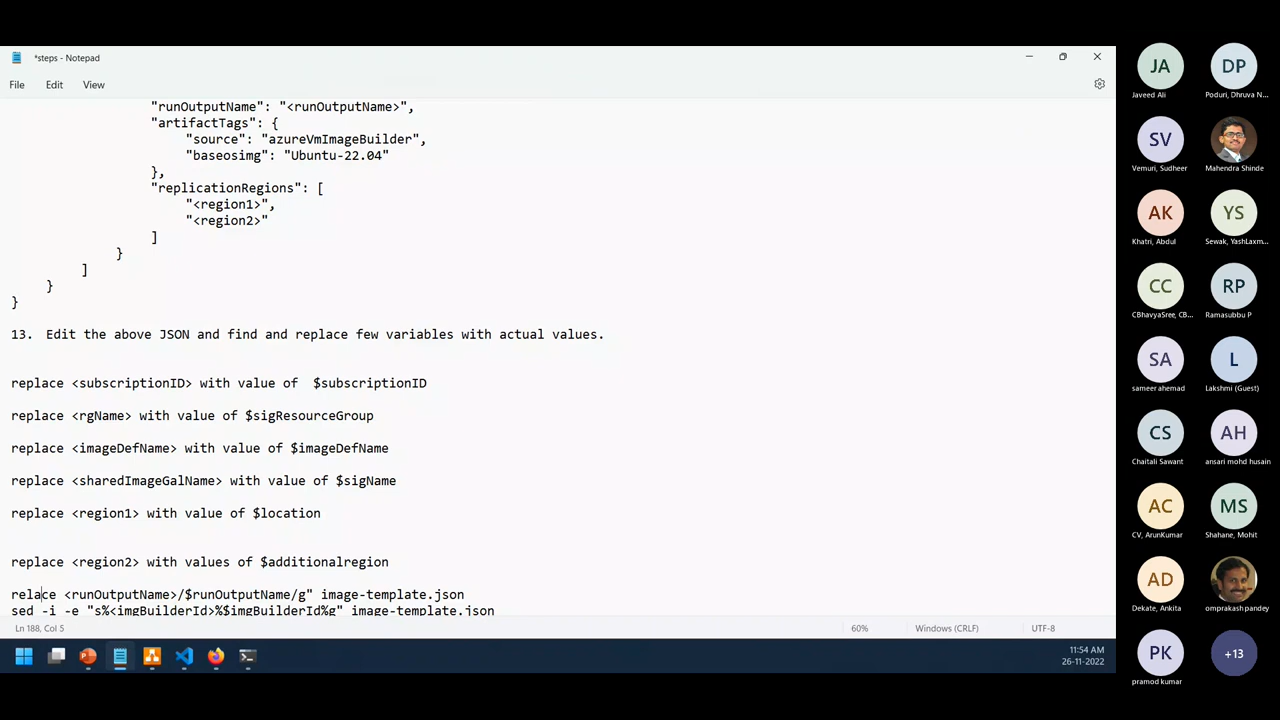 *steps - Notepad
File
Edit
View
"runOutputName": "<runOutputName>",
"artifactTags": {
"source": "azureVmImageBuilder",
"baseosimg": "Ubuntu-22.04"
},
"replicationRegions": [
"<region1>",
"<region2>"
]
}
]
}
}
13. Edit the above JSON and find and replace few variables with actual values.
replace <subscriptionID> with value of $subscriptionID
replace <rgName> with value of $sigResourceGroup
replace <imageDefName> with value of $imageDefName
replace <sharedImageGalName> with value of $sigName
replace <region1> with value of $location
replace <region2> with values of $additionalregion
relace <runOutputName>/$runOutputName/g" image-template.json
sed -i -e "s%<imgBuilderId>%$imgBuilderId%g" image-template.json
Ln 188, Col 5
60%
Windows (CRLF)
UTF-8
11:54 AM
26-11-2022
JA
Javeed Ali
DP
Poduri, Dhruva N...
SV
Vemuri, Sudheer
Mahendra Shinde
AK
Khatri, Abdul
YS
Sewak, YashLaxm...
CC
CBhavyaSree, CB...
RP
Ramasubbu P
SA
sameer ahemad
L
Lakshmi (Guest)
CS
Chaitali Sawant
AH
ansari mohd husain
AC
CV, ArunKumar
MS
Shahane, Mohit
AD
Dekate, Ankita
omprakash pandey
PK
pramod kumar
+13